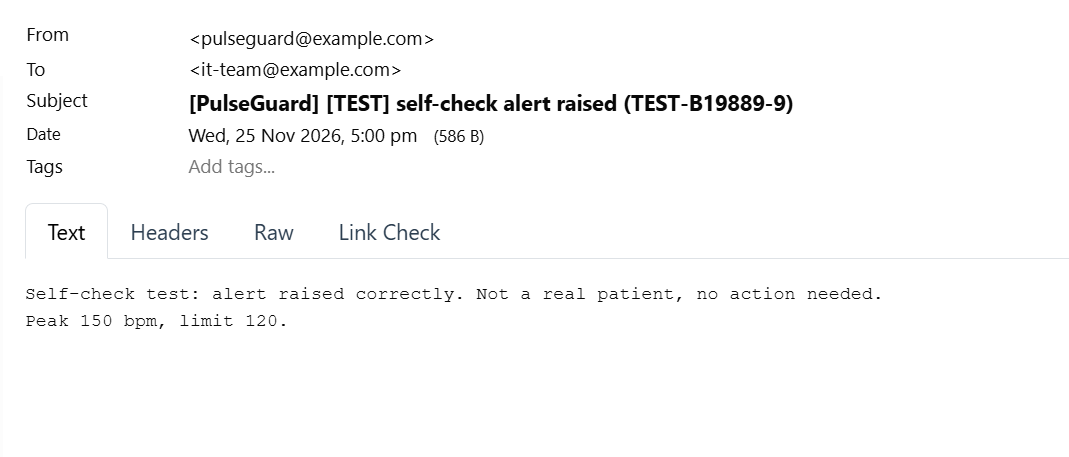 From <pulseguard@example.com>
To <it-team@example.com>
Subject [PulseGuard] [TEST] self-check alert raised (TEST-B19889-9)
Date Wed, 25 Nov 2026, 5:00 pm (586 B)
Tags Add tags...
Text Headers Raw Link Check
Self-check test: alert raised correctly. Not a real patient, no action needed.
Peak 150 bpm, limit 120.